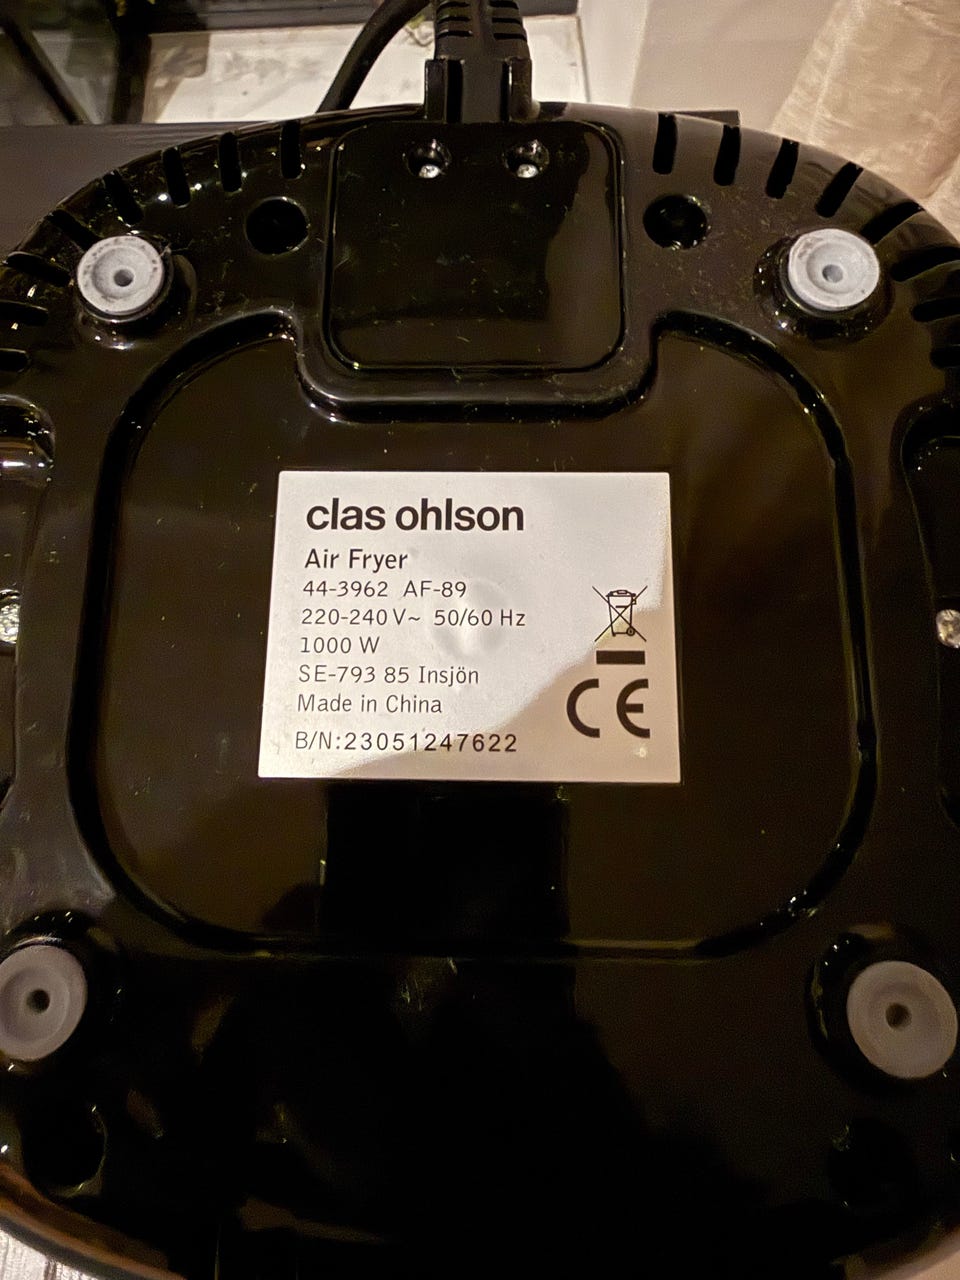 clas ohlson
Air Fryer
44-3962 AF-89
220-240 V~ 50/60 Hz
1000 W
SE-793 85 Insjön
Made in China
B/N:23051247622
CE